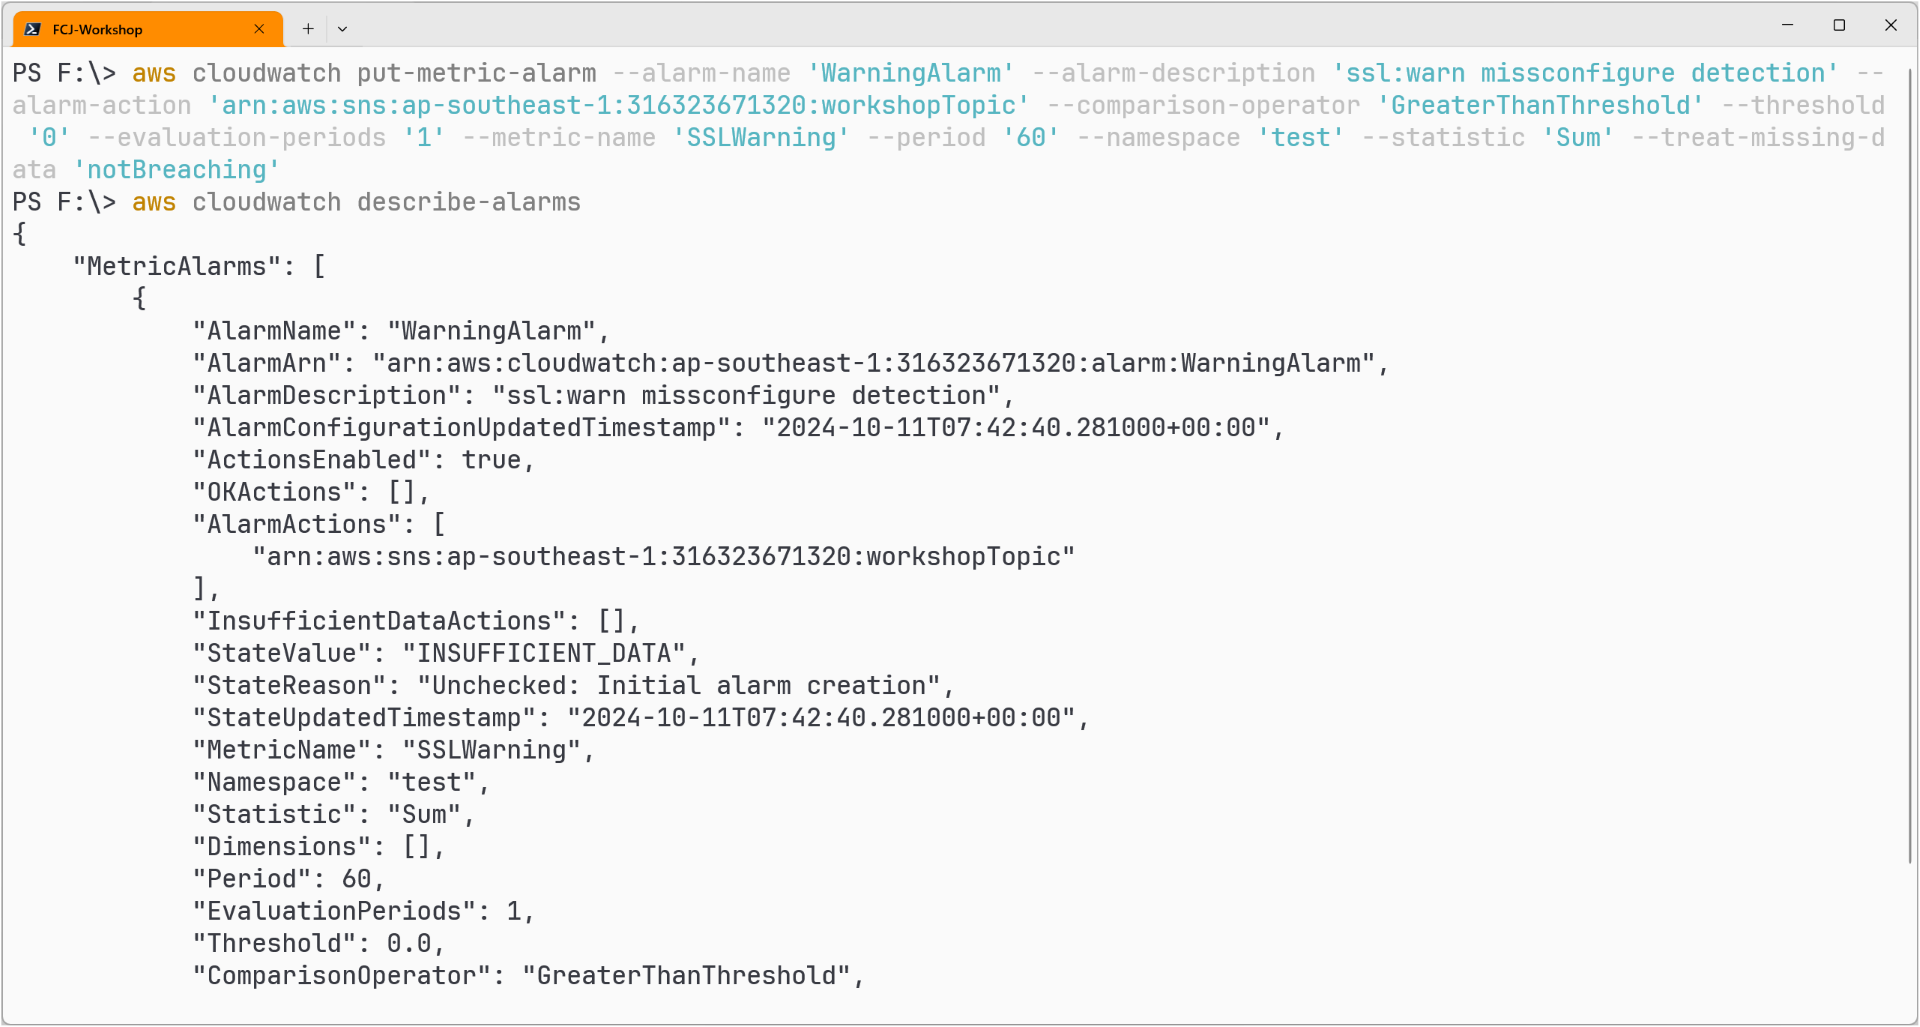 FCJ-Workshop
PS F:\> aws cloudwatch put-metric-alarm --alarm-name 'WarningAlarm' --alarm-description 'ssl:warn missconfigure detection' --
alarm-action 'arn:aws:sns:ap-southeast-1:316323671320:workshopTopic' --comparison-operator 'GreaterThanThreshold' --threshold
 '0' --evaluation-periods '1' --metric-name 'SSLWarning' --period '60' --namespace 'test' --statistic 'Sum' --treat-missing-d
ata 'notBreaching'
PS F:\> aws cloudwatch describe-alarms
{
    "MetricAlarms": [
        {
            "AlarmName": "WarningAlarm",
            "AlarmArn": "arn:aws:cloudwatch:ap-southeast-1:316323671320:alarm:WarningAlarm",
            "AlarmDescription": "ssl:warn missconfigure detection",
            "AlarmConfigurationUpdatedTimestamp": "2024-10-11T07:42:40.281000+00:00",
            "ActionsEnabled": true,
            "OKActions": [],
            "AlarmActions": [
                "arn:aws:sns:ap-southeast-1:316323671320:workshopTopic"
            ],
            "InsufficientDataActions": [],
            "StateValue": "INSUFFICIENT_DATA",
            "StateReason": "Unchecked: Initial alarm creation",
            "StateUpdatedTimestamp": "2024-10-11T07:42:40.281000+00:00",
            "MetricName": "SSLWarning",
            "Namespace": "test",
            "Statistic": "Sum",
            "Dimensions": [],
            "Period": 60,
            "EvaluationPeriods": 1,
            "Threshold": 0.0,
            "ComparisonOperator": "GreaterThanThreshold",